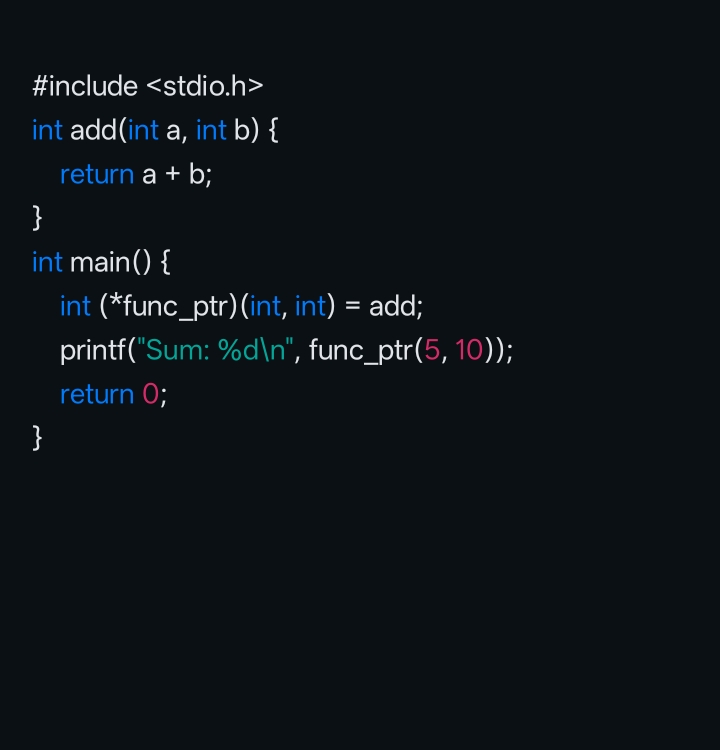 #include <stdio.h>
int add(int a, int b) {
    return a + b;
}
int main() {
    int (*func_ptr)(int, int) = add;
    printf("Sum: %d\n", func_ptr(5, 10));
    return 0;
}